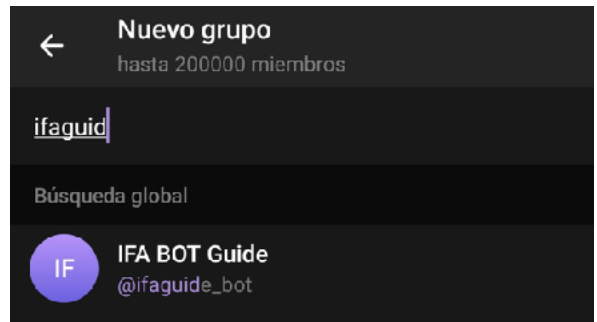 Nuevo grupo
hasta 200000 miembros
ifaguid
Búsqueda global
IF
IFA BOT Guide
@ifaguide_bot